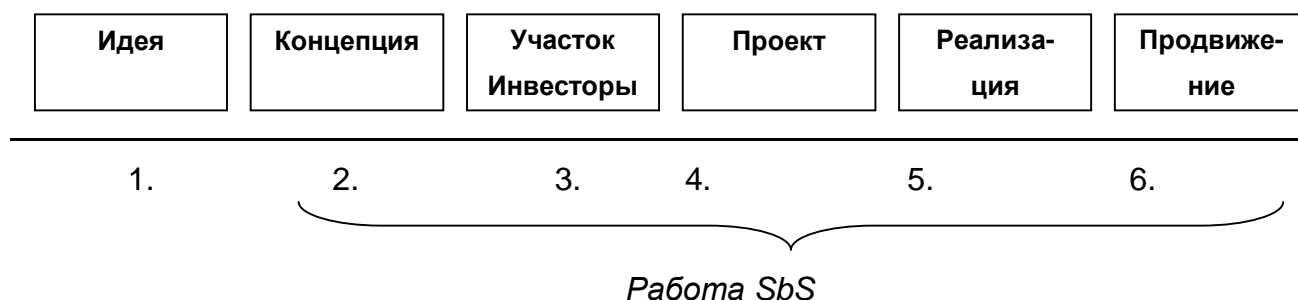 Идея Концепция Участок Проект Реализа- Продвиже-
Инвесторы ция ние
1. 2. 3. 4. 5. 6.
Работа SbS